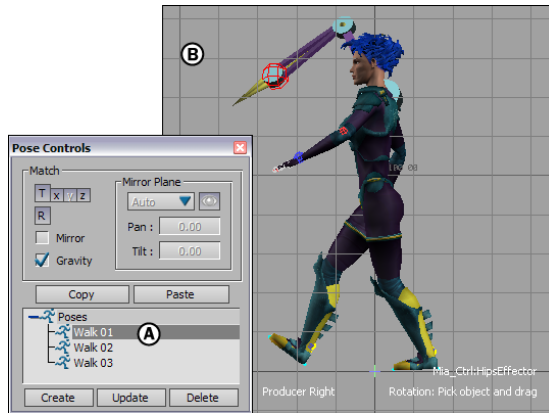 B
Pose Controls
Match
T x y z
R
Mirror
Gravity
Mirror Plane
Auto
Pan : 0.00
Tilt : 0.00
Copy Paste
Poses
Walk 01 A
Walk 02
Walk 03
Create Update Delete
Mia_Ctrl:HipsEffector
Producer Right Rotation: Pick object and drag